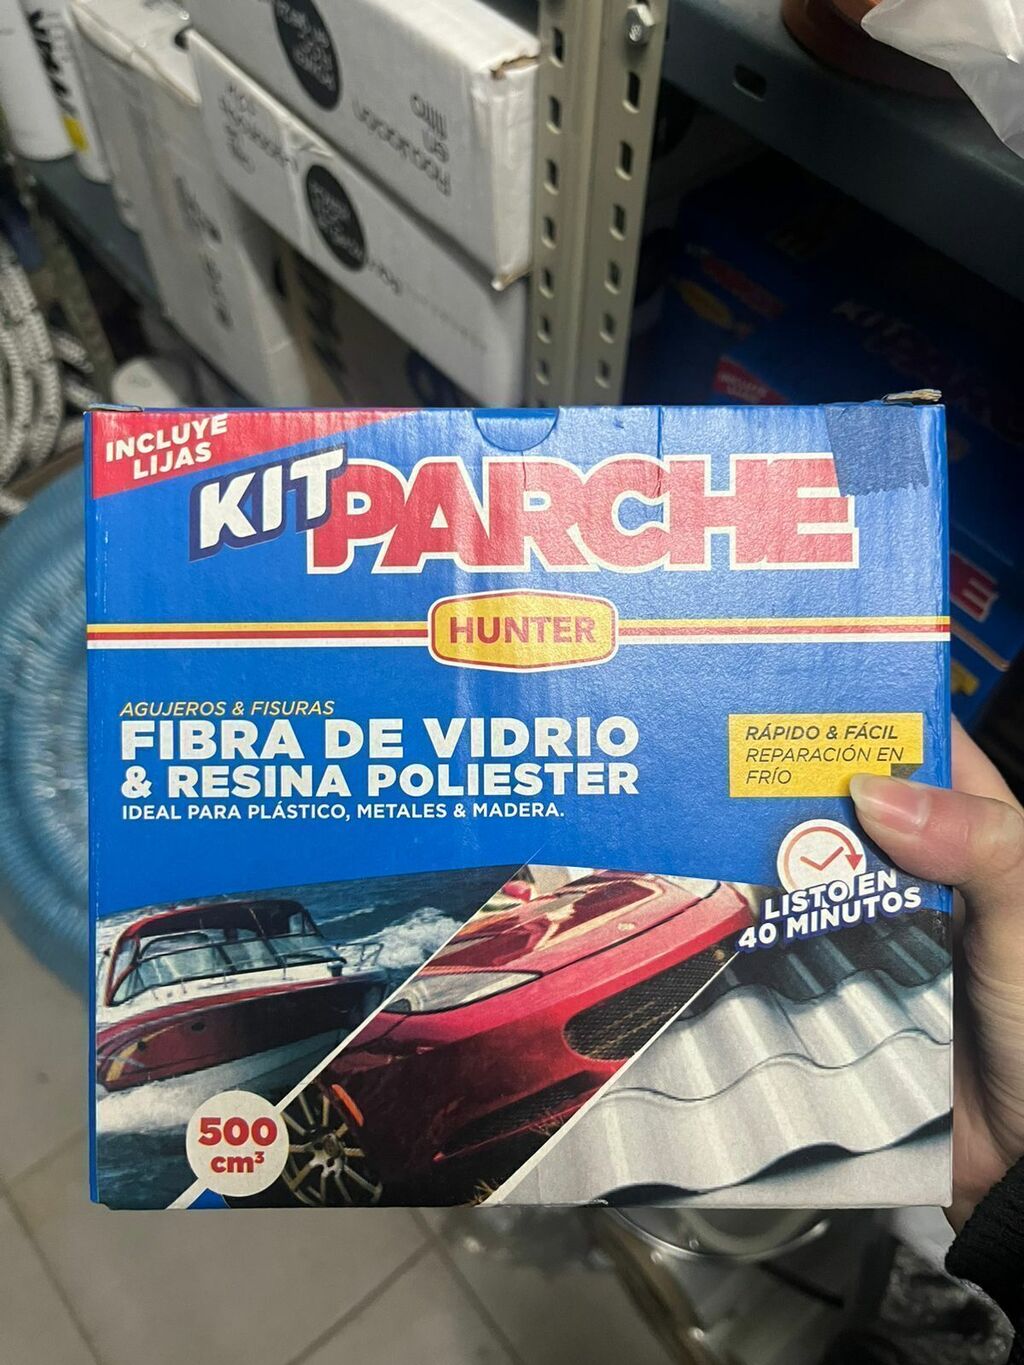 INCLUYE
LIJAS
KIT PARCHE
HUNTER
AGUJEROS & FISURAS
FIBRA DE VIDRIO
& RESINA POLIESTER
IDEAL PARA PLÁSTICO, METALES & MADERA.
RÁPIDO & FÁCIL
REPARACIÓN EN
FRÍO
LISTO EN
40 MINUTOS
500
cm³
KIT